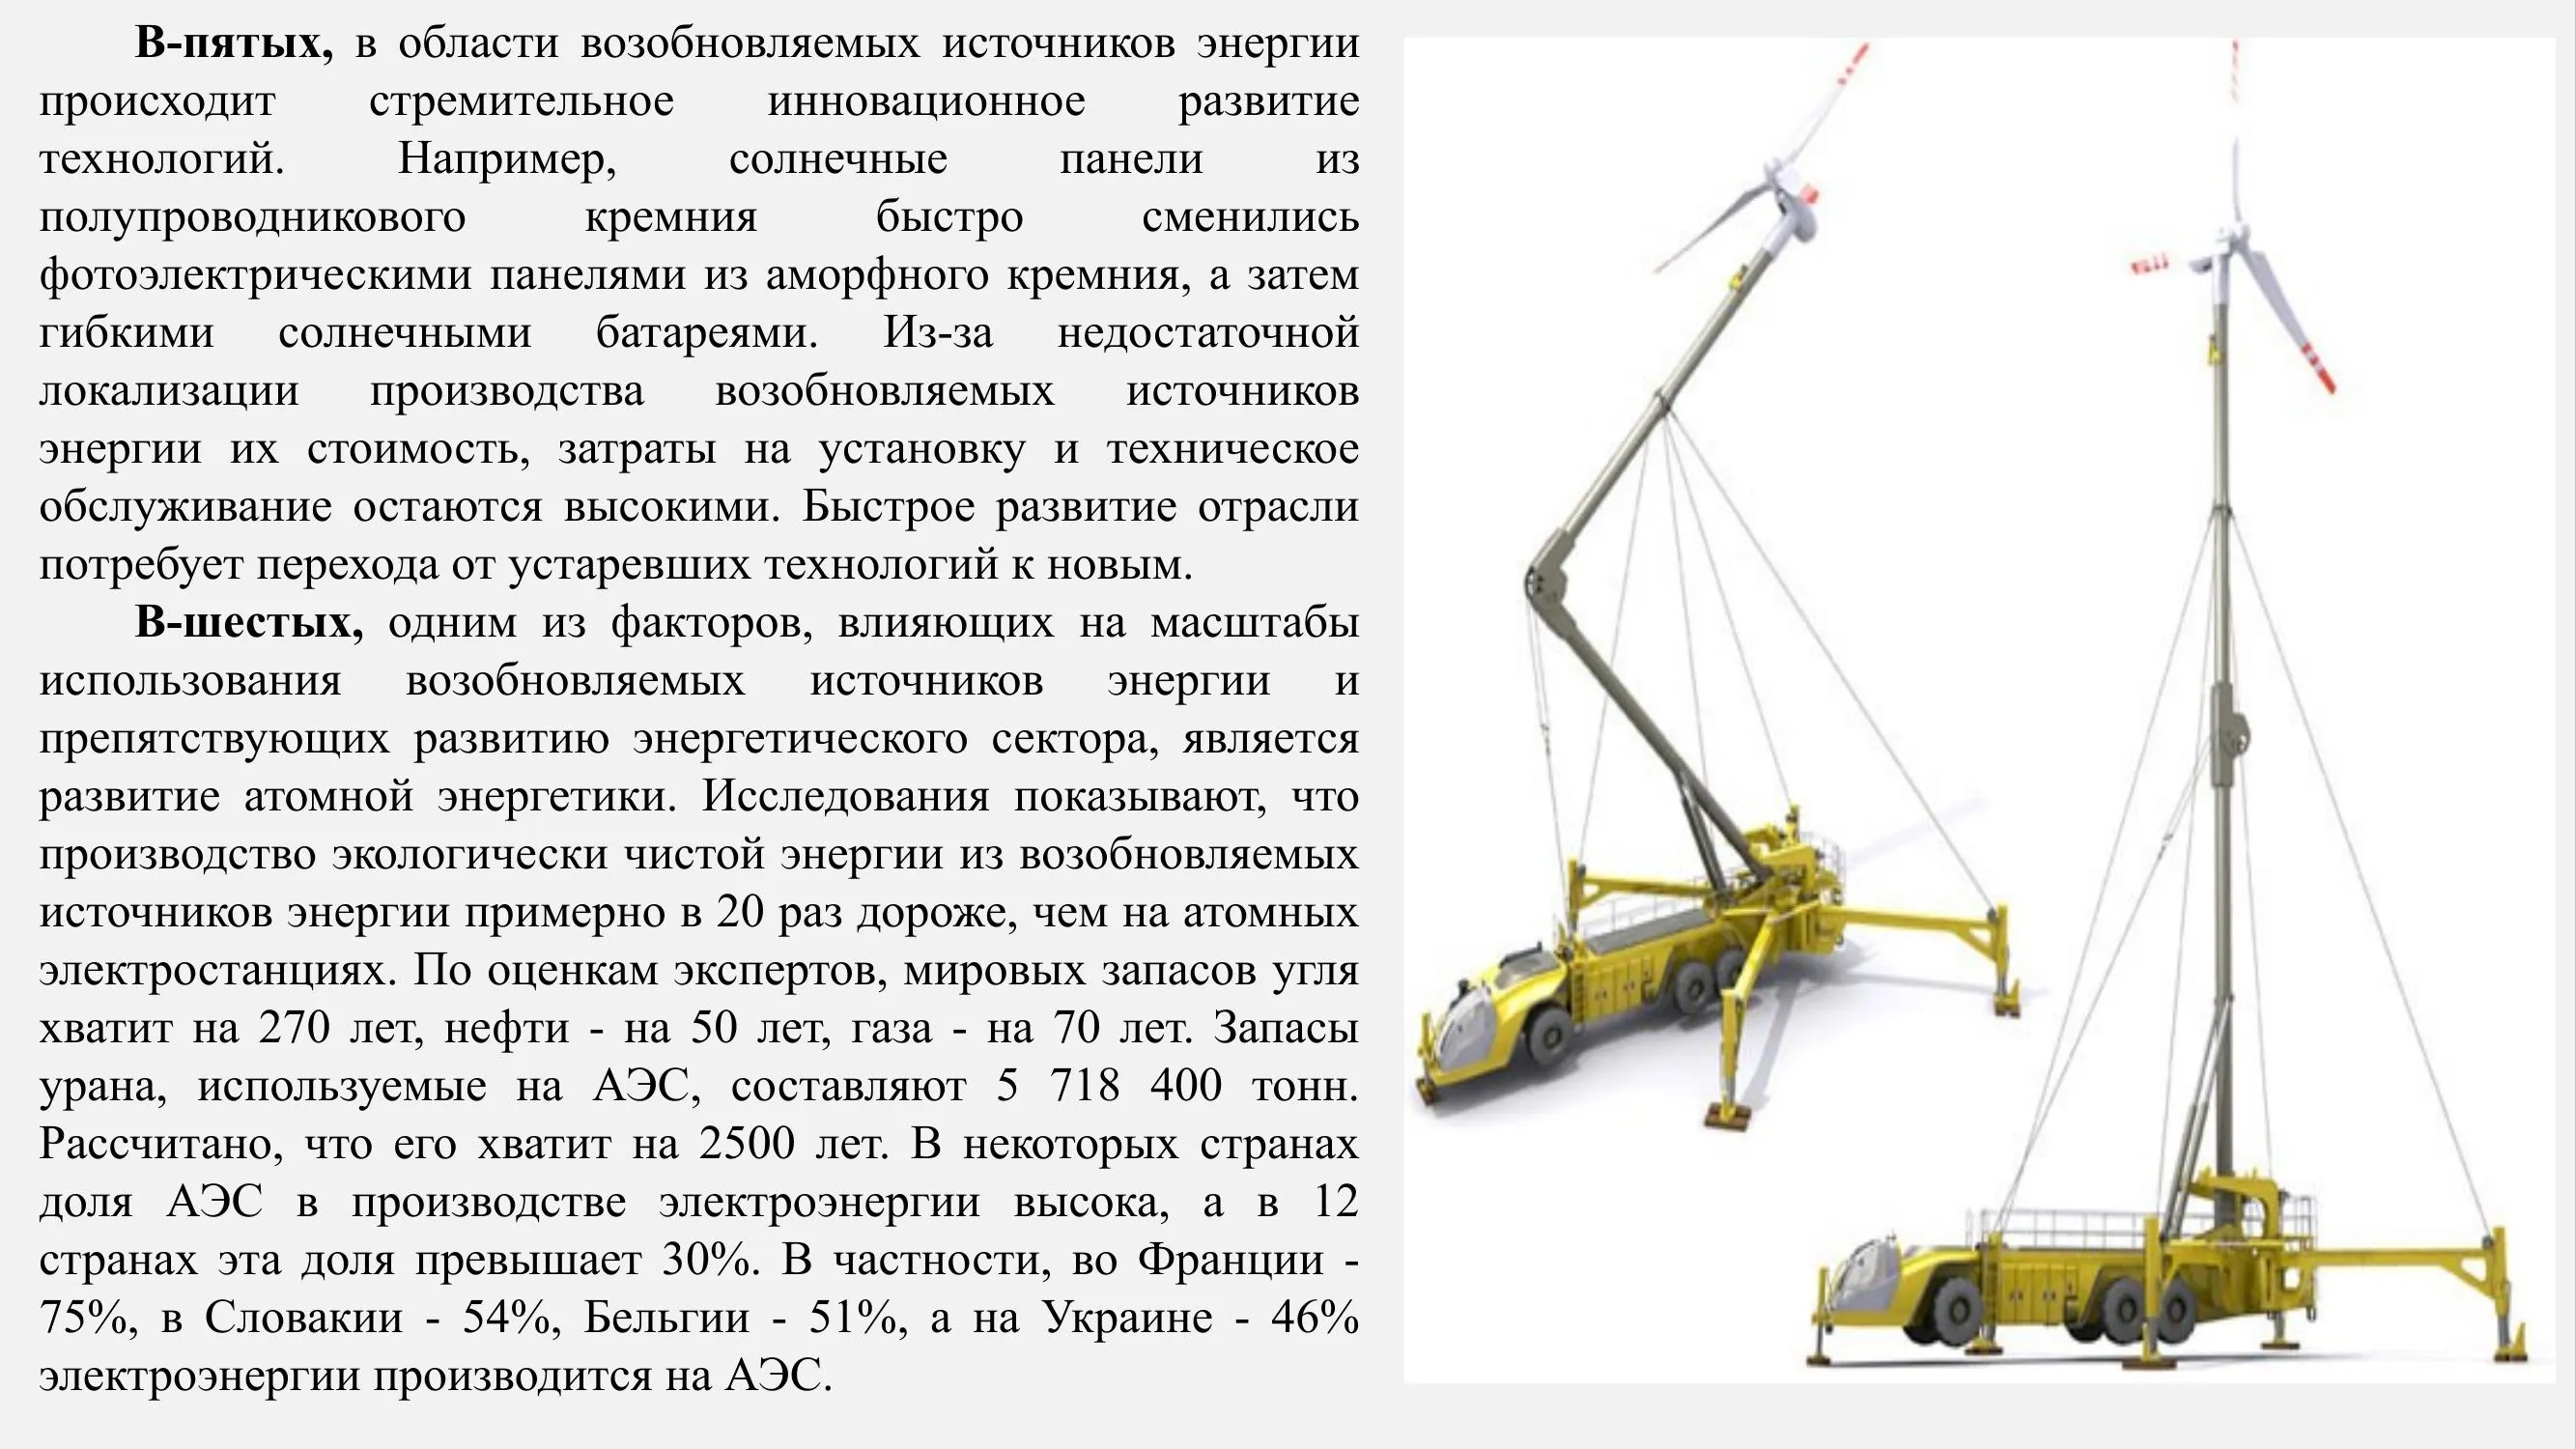 В-пятых, в области возобновляемых источников энергии
происходит стремительное инновационное развитие
технологий. Например, солнечные панели из
полупроводникового кремния быстро сменились
фотоэлектрическими панелями из аморфного кремния, а затем
гибкими солнечными батареями. Из-за недостаточной
локализации производства возобновляемых источников
энергии их стоимость, затраты на установку и техническое
обслуживание остаются высокими. Быстрое развитие отрасли
потребует перехода от устаревших технологий к новым.
В-шестых, одним из факторов, влияющих на масштабы
использования возобновляемых источников энергии и
препятствующих развитию энергетического сектора, является
развитие атомной энергетики. Исследования показывают, что
производство экологически чистой энергии из возобновляемых
источников энергии примерно в 20 раз дороже, чем на атомных
электростанциях. По оценкам экспертов, мировых запасов угля
хватит на 270 лет, нефти - на 50 лет, газа - на 70 лет. Запасы
урана, используемые на АЭС, составляют 5 718 400 тонн.
Рассчитано, что его хватит на 2500 лет. В некоторых странах
доля АЭС в производстве электроэнергии высока, а в 12
странах эта доля превышает 30%. В частности, во Франции -
75%, в Словакии - 54%, Бельгии - 51%, а на Украине - 46%
электроэнергии производится на АЭС.